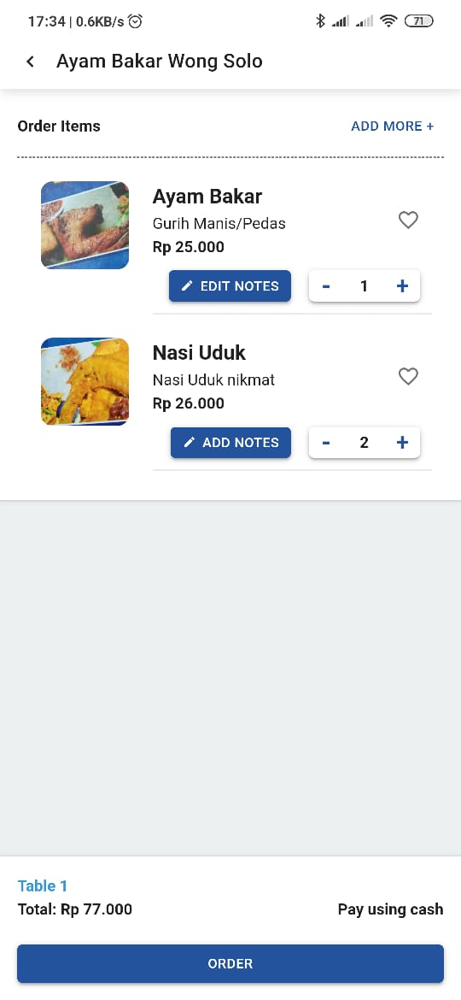 17:34 | 0.6KB/s
71
Ayam Bakar Wong Solo
Order Items
ADD MORE +
Ayam Bakar
Gurih Manis/Pedas
Rp 25.000
EDIT NOTES
- 1 +
Nasi Uduk
Nasi Uduk nikmat
Rp 26.000
ADD NOTES
- 2 +
Table 1
Total: Rp 77.000
Pay using cash
ORDER